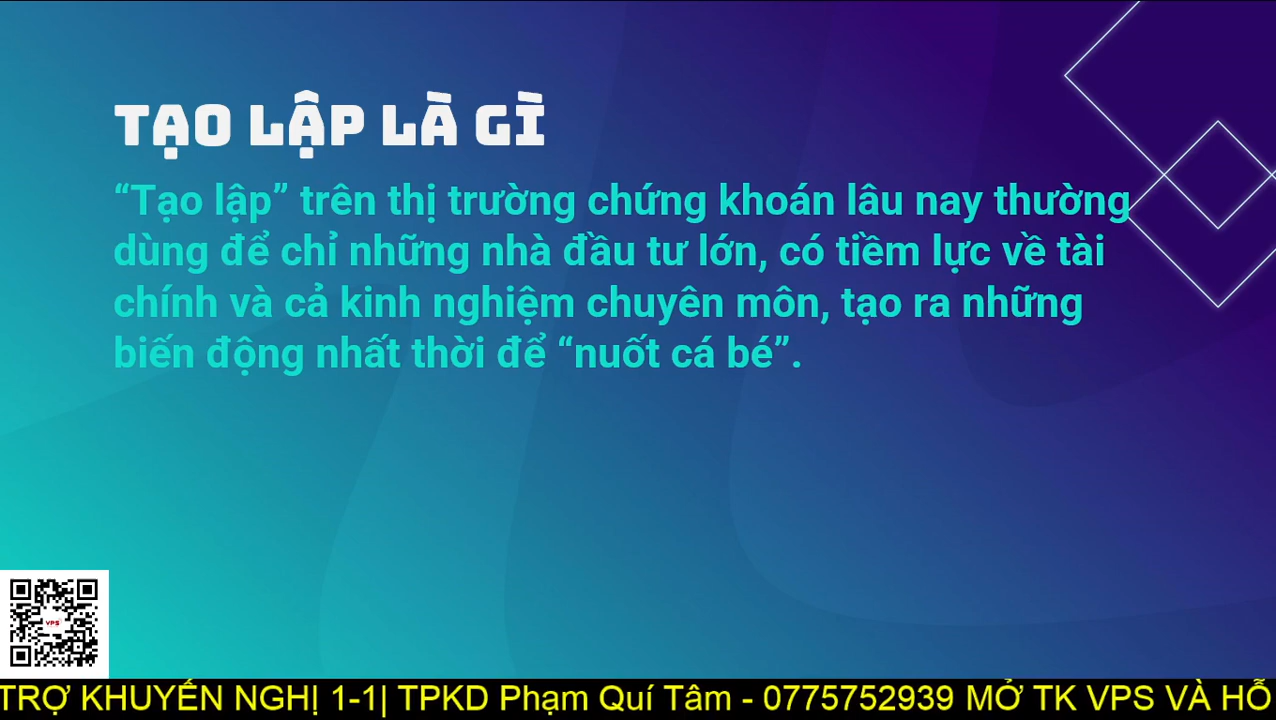 TẠO LẬP LÀ GÌ
“Tạo lập” trên thị trường chứng khoán lâu nay thường
dùng để chỉ những nhà đầu tư lớn, có tiềm lực về tài
chính và cả kinh nghiệm chuyên môn, tạo ra những
biến động nhất thời để “nuốt cá bé”.
VPS
TRỢ KHUYẾN NGHỊ 1-1| TPKD Phạm Quí Tâm - 0775752939 MỞ TK VPS VÀ HỖ